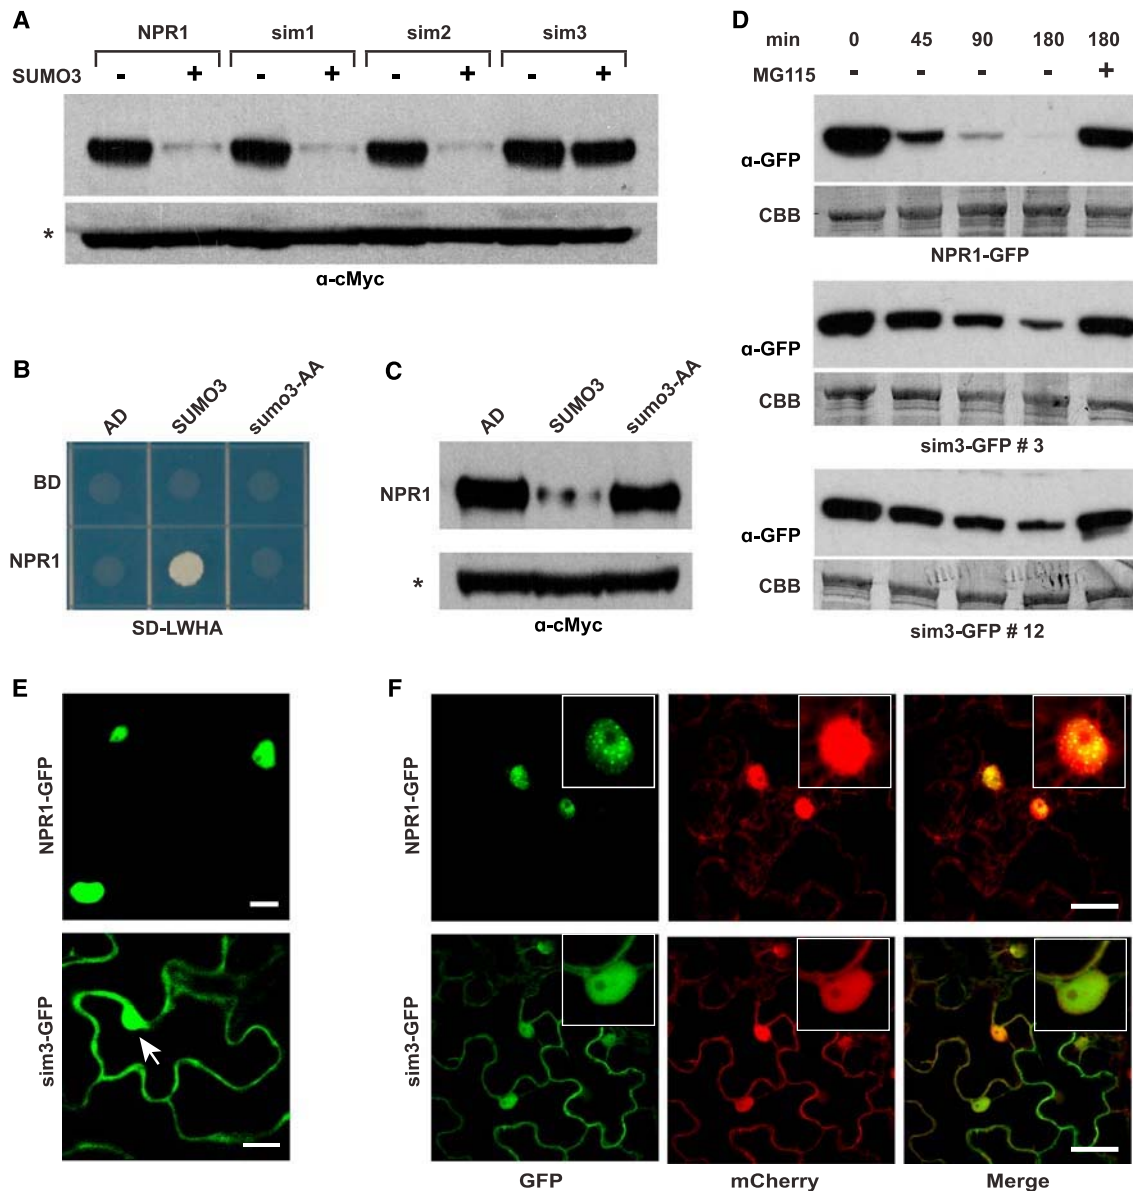 A
NPR1 sim1 sim2 sim3
SUMO3 - + - + - + - +
*
α-cMyc
B
AD SUMO3 sumo3-AA
BD
NPR1
SD-LWHA
C
AD SUMO3 sumo3-AA
NPR1
*
α-cMyc
D
min 0 45 90 180 180
MG115 - - - - +
α-GFP
CBB
NPR1-GFP
α-GFP
CBB
sim3-GFP # 3
α-GFP
CBB
sim3-GFP # 12
E
NPR1-GFP
sim3-GFP
F
NPR1-GFP
sim3-GFP
GFP mCherry Merge